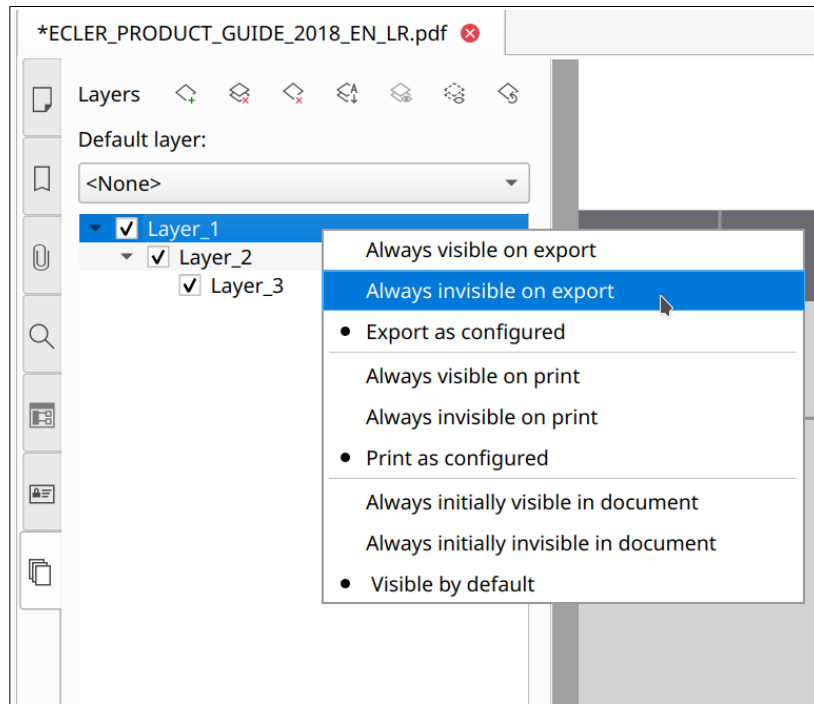 *ECLER_PRODUCT_GUIDE_2018_EN_LR.pdf
Layers
Default layer:
<None>
Layer_1
Layer_2
Layer_3
Always visible on export
Always invisible on export
Export as configured
Always visible on print
Always invisible on print
Print as configured
Always initially visible in document
Always initially invisible in document
Visible by default